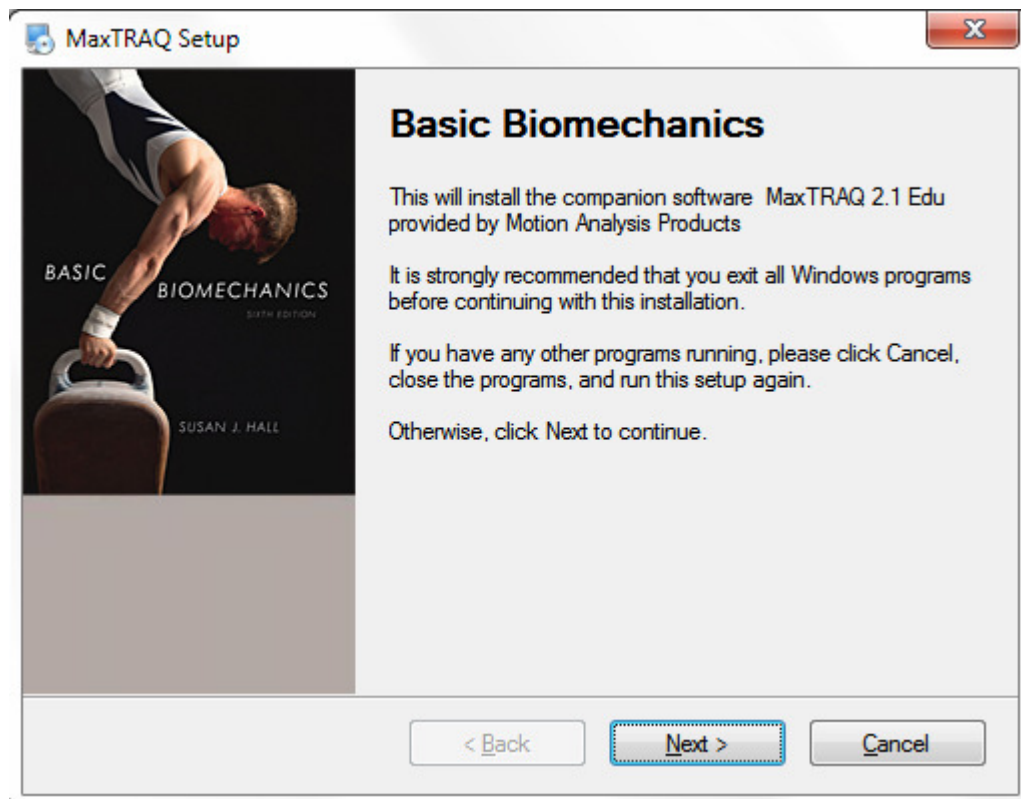 MaxTRAQ Setup
BASIC
BIOMECHANICS
SIXTH EDITION
SUSAN J. HALL
Basic Biomechanics
This will install the companion software MaxTRAQ 2.1 Edu
provided by Motion Analysis Products
It is strongly recommended that you exit all Windows programs
before continuing with this installation.
If you have any other programs running, please click Cancel,
close the programs, and run this setup again.
Otherwise, click Next to continue.
< Back
Next >
Cancel